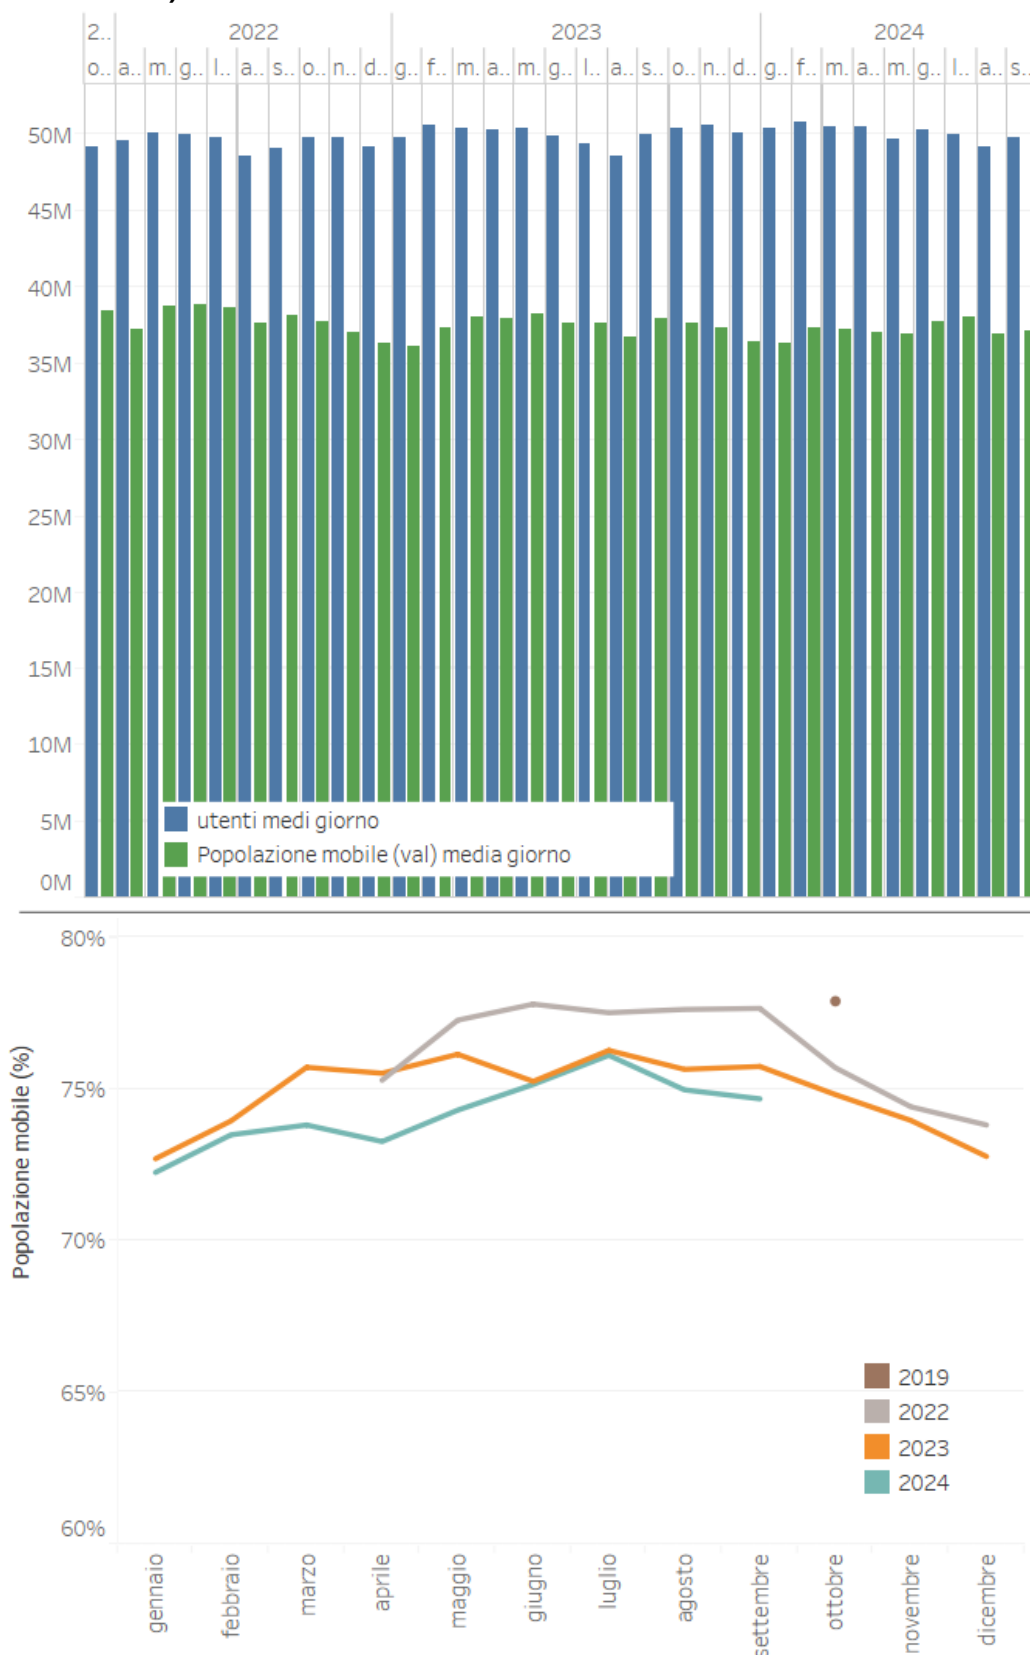 2.. 2022 2023 2024
o.. a.. m. g.. l.. a.. s.. o.. n.. d.. g.. f.. m. a.. m. g.. l.. a.. s.. o.. n.. d.. g.. f.. m. a.. m. g.. l.. a.. s..
50M
45M
40M
35M
30M
25M
20M
15M
10M
5M
0M
utenti medi giorno
Popolazione mobile (val) media giorno
Popolazione mobile (%)
80%
75%
70%
65%
60%
2019
2022
2023
2024
gennaio
febbraio
marzo
aprile
maggio
giugno
luglio
agosto
settembre
ottobre
novembre
dicembre